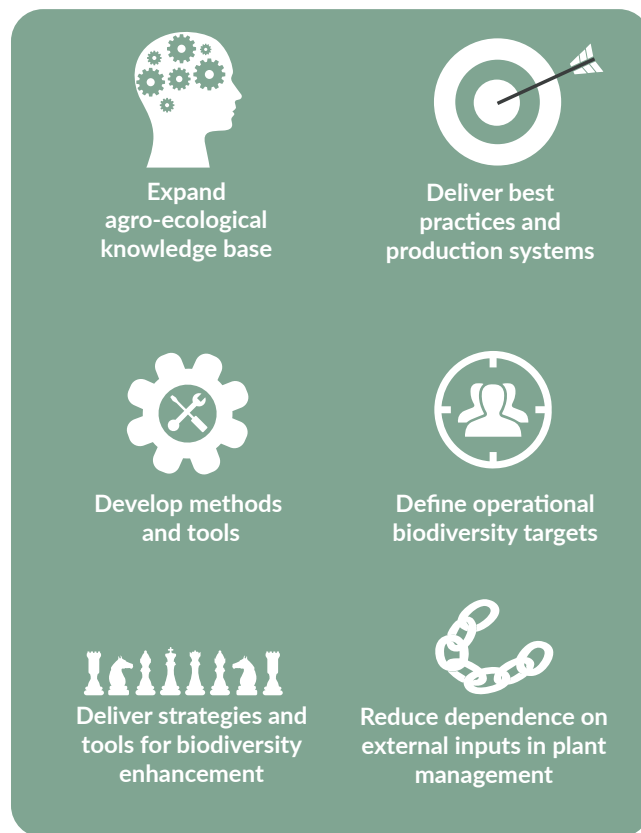 Expand
agro-ecological
knowledge base
Deliver best
practices and
production systems
Develop methods
and tools
Define operational
biodiversity targets
Deliver strategies and
tools for biodiversity
enhancement
Reduce dependence on
external inputs in plant
management